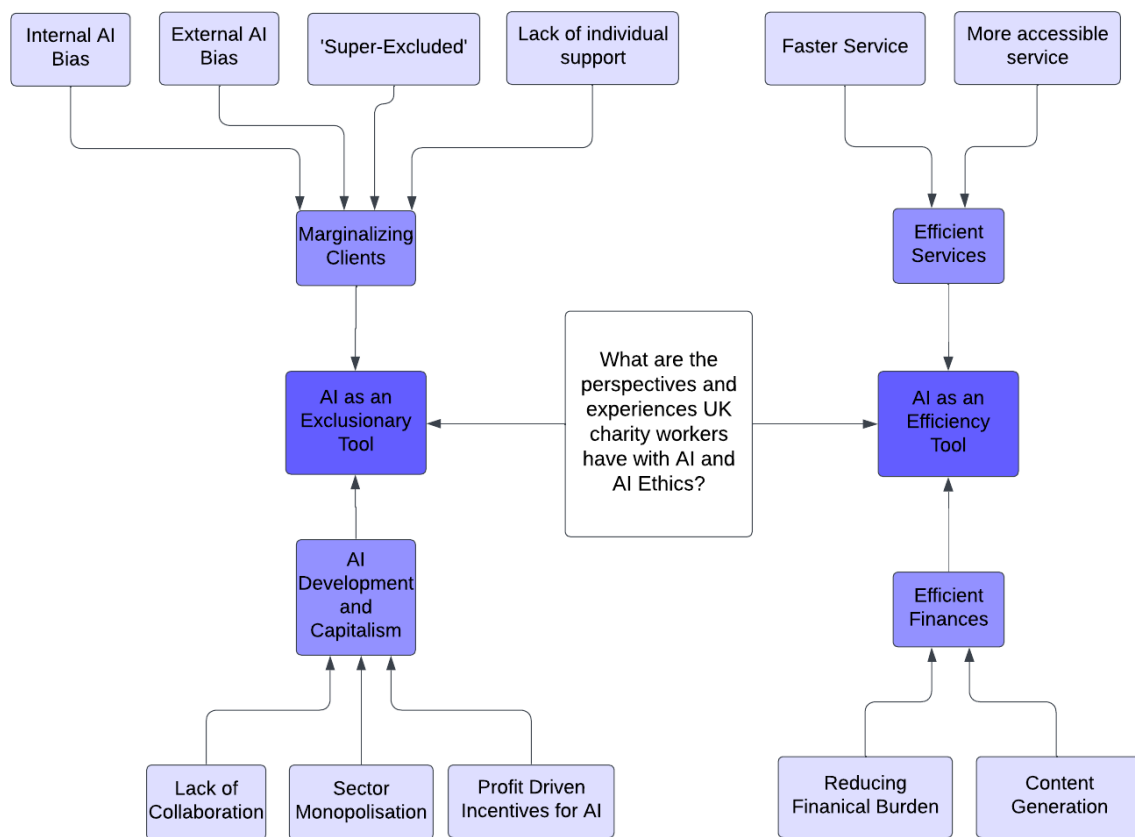 Internal AI
Bias
External AI
Bias
'Super-Excluded'
Lack of individual
support
Faster Service
More accessible
service
Marginalizing
Clients
Efficient
Services
AI as an
Exclusionary
Tool
What are the
perspectives and
experiences UK
charity workers
have with AI and
AI Ethics?
AI as an
Efficiency
Tool
AI
Development
and
Capitalism
Efficient
Finances
Lack of
Collaboration
Sector
Monopolisation
Profit Driven
Incentives for AI
Reducing
Finanical Burden
Content
Generation